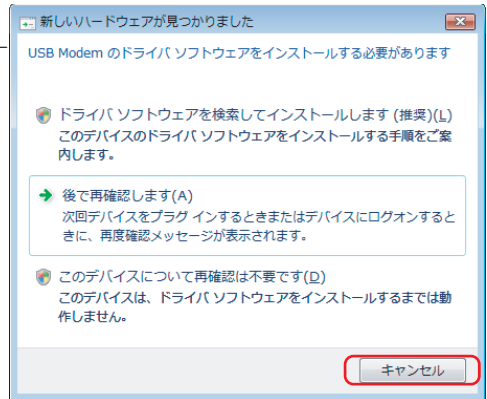 新しいハードウェアが見つかりました
USB Modem のドライバ ソフトウェアをインストールする必要があります
ドライバ ソフトウェアを検索してインストールします (推奨)(L)
このデバイスのドライバ ソフトウェアをインストールする手順をご案
内します。
後で再確認します(A)
次回デバイスをプラグ インするときまたはデバイスにログオンすると
きに、再度確認メッセージが表示されます。
このデバイスについて再確認は不要です(D)
このデバイスは、ドライバ ソフトウェアをインストールするまでは動
作しません。
キャンセル